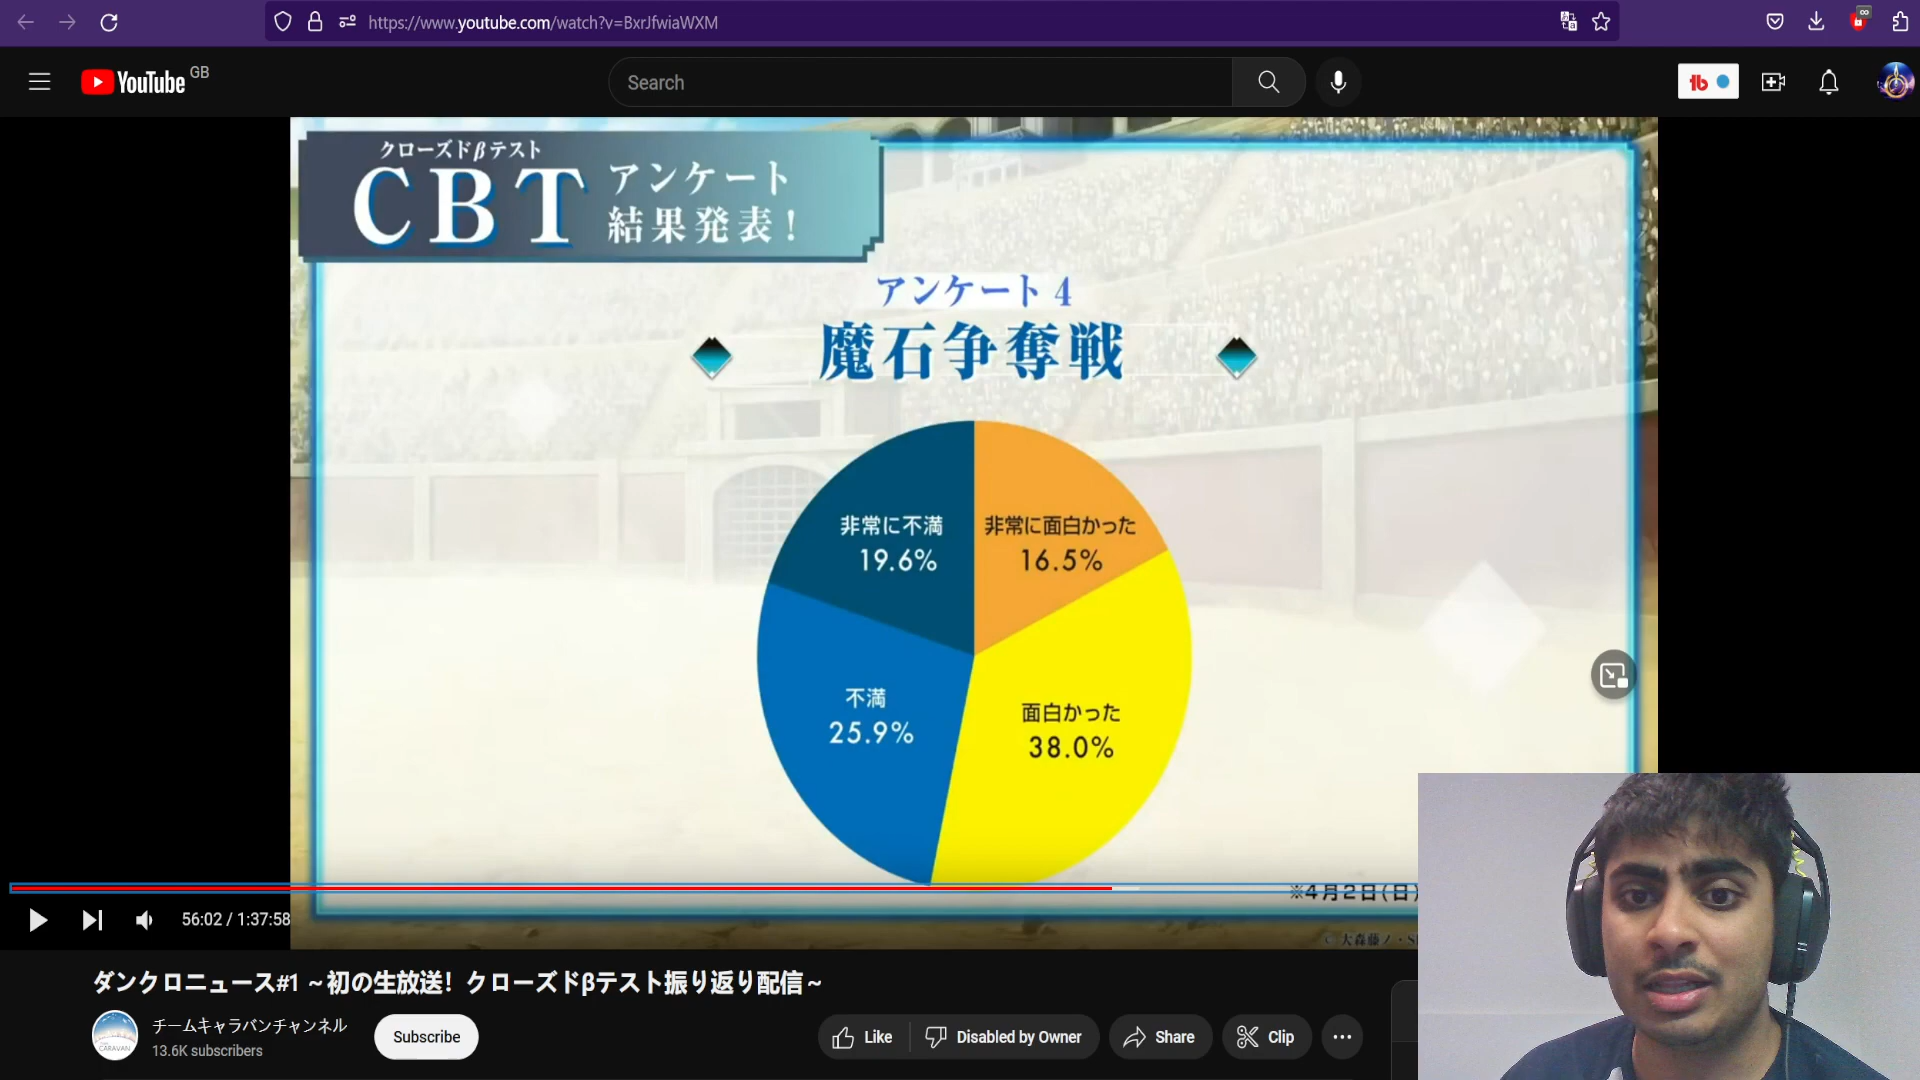 https://www.youtube.com/watch?v=BxrJfwiaWXM
YouTube GB
Search
クローズドβテスト
CBT
アンケート
結果発表!
アンケート 4
魔石争奪戦
非常に不満
19.6%
非常に面白かった
16.5%
不満
25.9%
面白かった
38.0%
※4月2日(日)
56:02 / 1:37:58
© 大森藤ノ・S
ダンクロニュース#1 ~初の生放送! クローズドβテスト振り返り配信~
チームキャラバンチャンネル
13.6K subscribers
Subscribe
Like
Disabled by Owner
Share
Clip